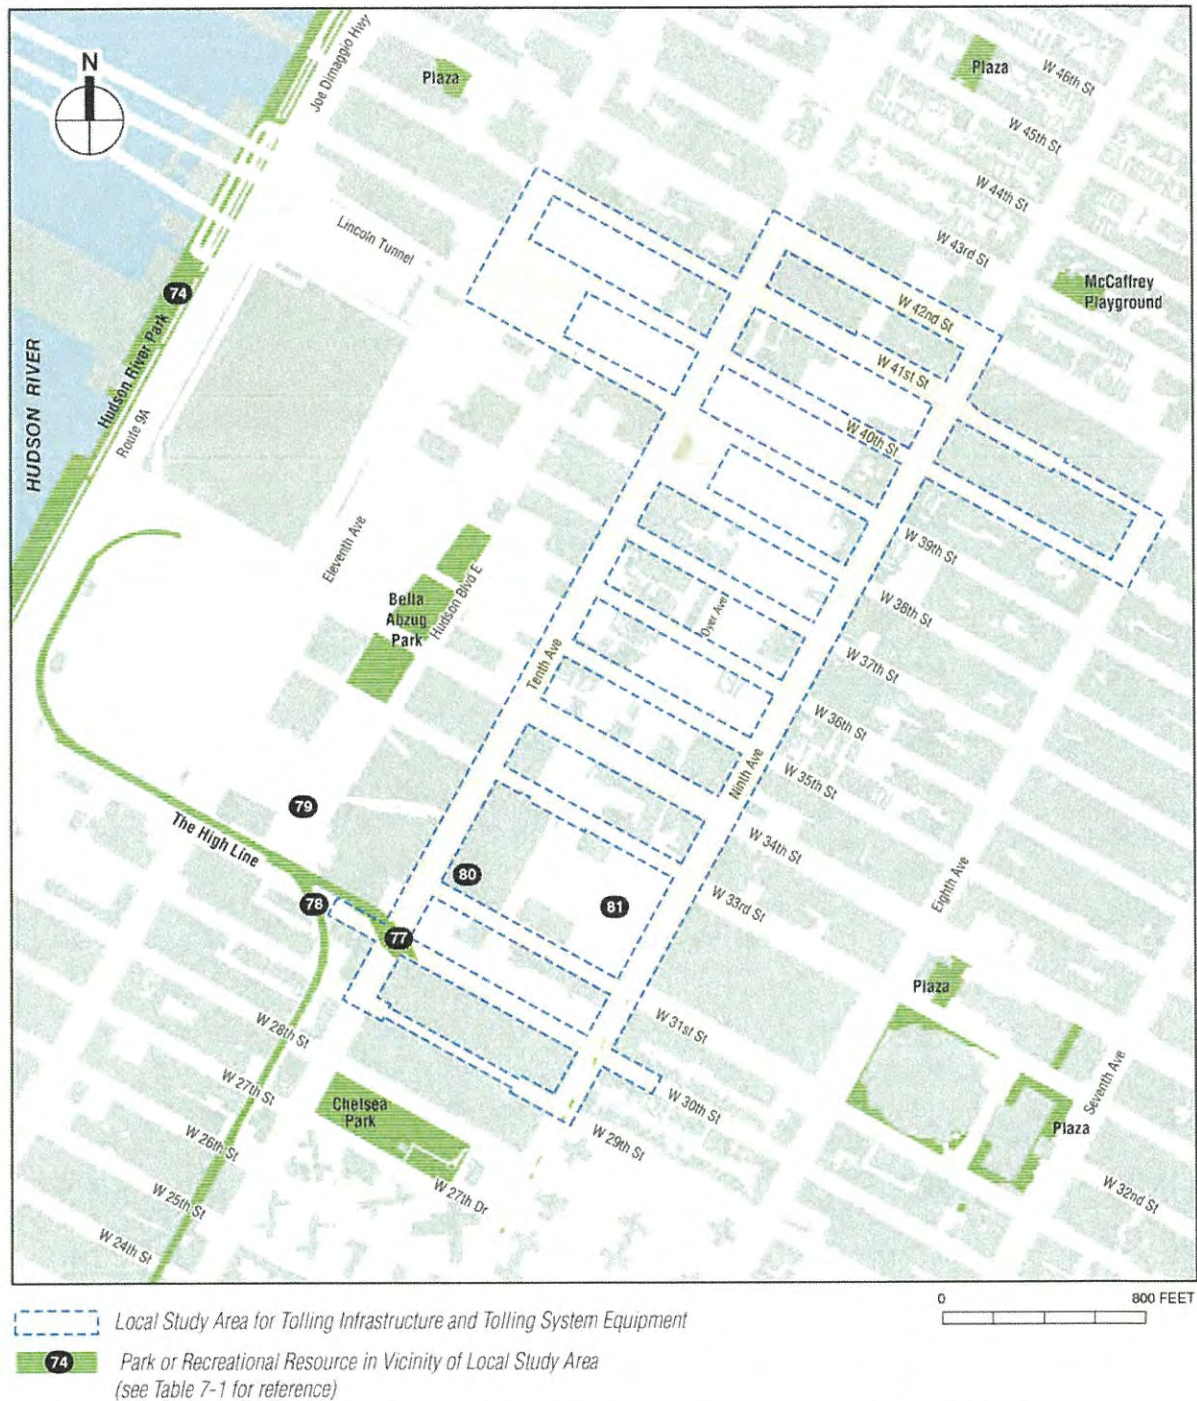 N
Joe Dimaggio Hwy
Plaza
Plaza
W 46th St
W 45th St
W 44th St
W 43rd St
Lincoln Tunnel
McCaffrey
Playground
74
W 42nd St
W 41st St
HUDSON RIVER
Hudson River Park
Route 9A
W 40th St
Eleventh Ave
W 39th St
Bella
Abzug
Park
Hudson Blvd E
Dyer Ave
W 38th St
Tenth Ave
W 37th St
W 36th St
Ninth Ave
W 35th St
79
The High Line
W 34th St
80
78
81
W 33rd St
Eighth Ave
77
Plaza
W 31st St
W 28th St
W 27th St
Chelsea
Park
W 30th St
Seventh Ave
Plaza
W 29th St
W 26th St
W 27th Dr
W 25th St
W 32nd St
W 24th St
0 800 FEET
Local Study Area for Tolling Infrastructure and Tolling System Equipment
74 Park or Recreational Resource in Vicinity of Local Study Area
(see Table 7-1 for reference)